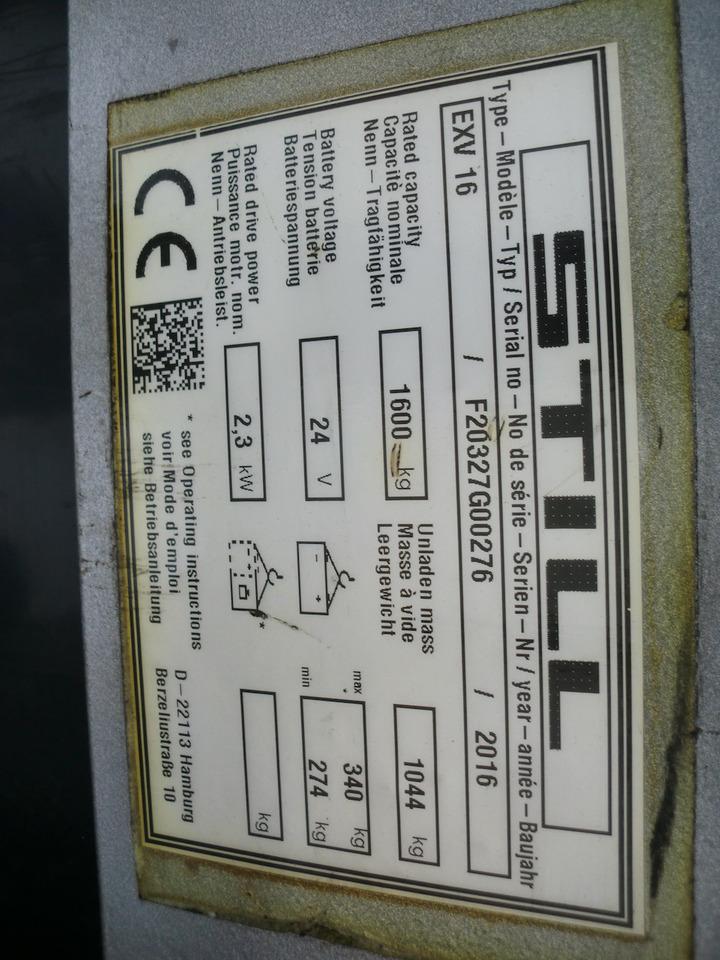 STILL
Type – Modèle – Typ / Serial no – No de série – Serien – Nr / year – année – Baujahr
EXV 16 / F20327G00276 / 2016
Rated capacity
Capacitè nominale
Nenn – Tragfähigkeit
1600 kg
Unladen mass
Masse à vide
Leergewicht
1044 kg
Battery voltage
Tension batterie
Batteriespannung
24 V
- +
max. 340 kg
min 274 kg
Rated drive power
Puissance motr. nom.
Nenn – Antriebsleist.
2,3 kW
*
kg
CE
* see Operating instructions
voir Mode d'emploi
siehe Betriebsanleitung
D – 22113 Hamburg
Berzeliustraße 10